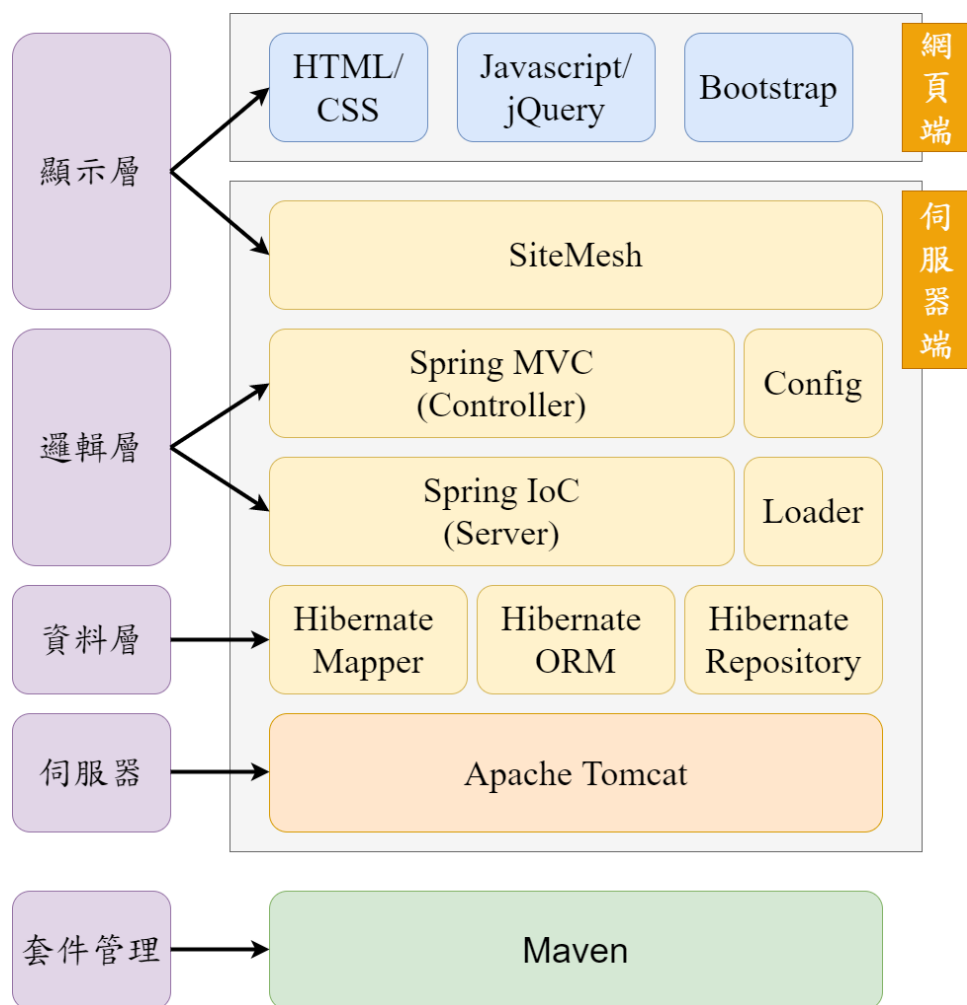 HTML/
CSS
Javascript/
jQuery
Bootstrap
網頁端
顯示層
SiteMesh
伺服器端
邏輯層
Spring MVC
(Controller)
Config
Spring IoC
(Server)
Loader
資料層
Hibernate
Mapper
Hibernate
ORM
Hibernate
Repository
伺服器
Apache Tomcat
套件管理
Maven